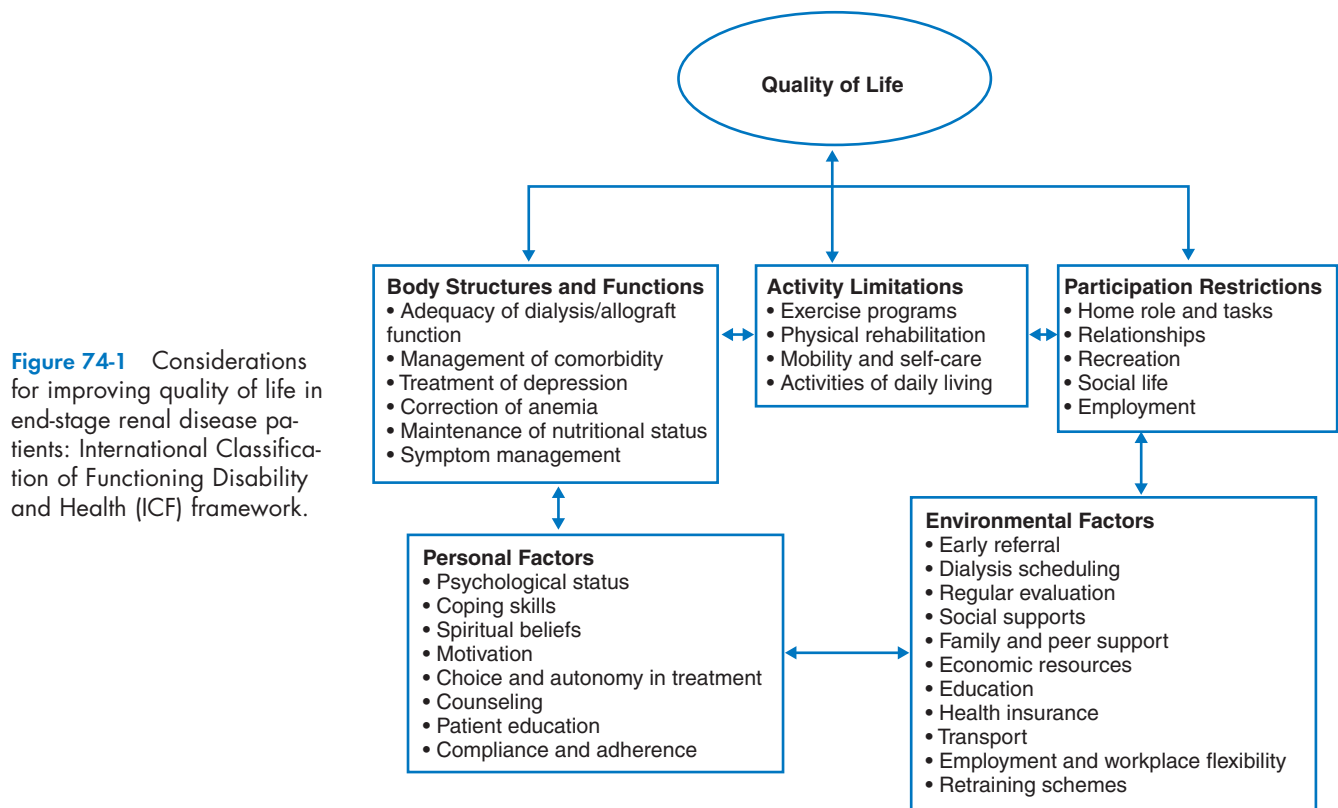 Quality of Life
Body Structures and Functions
• Adequacy of dialysis/allograft
function
• Management of comorbidity
• Treatment of depression
• Correction of anemia
• Maintenance of nutritional status
• Symptom management
Activity Limitations
• Exercise programs
• Physical rehabilitation
• Mobility and self-care
• Activities of daily living
Participation Restrictions
• Home role and tasks
• Relationships
• Recreation
• Social life
• Employment
Figure 74-1 Considerations
for improving quality of life in
end-stage renal disease pa-
tients: International Classifica-
tion of Functioning Disability
and Health (ICF) framework.
Personal Factors
• Psychological status
• Coping skills
• Spiritual beliefs
• Motivation
• Choice and autonomy in treatment
• Counseling
• Patient education
• Compliance and adherence
Environmental Factors
• Early referral
• Dialysis scheduling
• Regular evaluation
• Social supports
• Family and peer support
• Economic resources
• Education
• Health insurance
• Transport
• Employment and workplace flexibility
• Retraining schemes